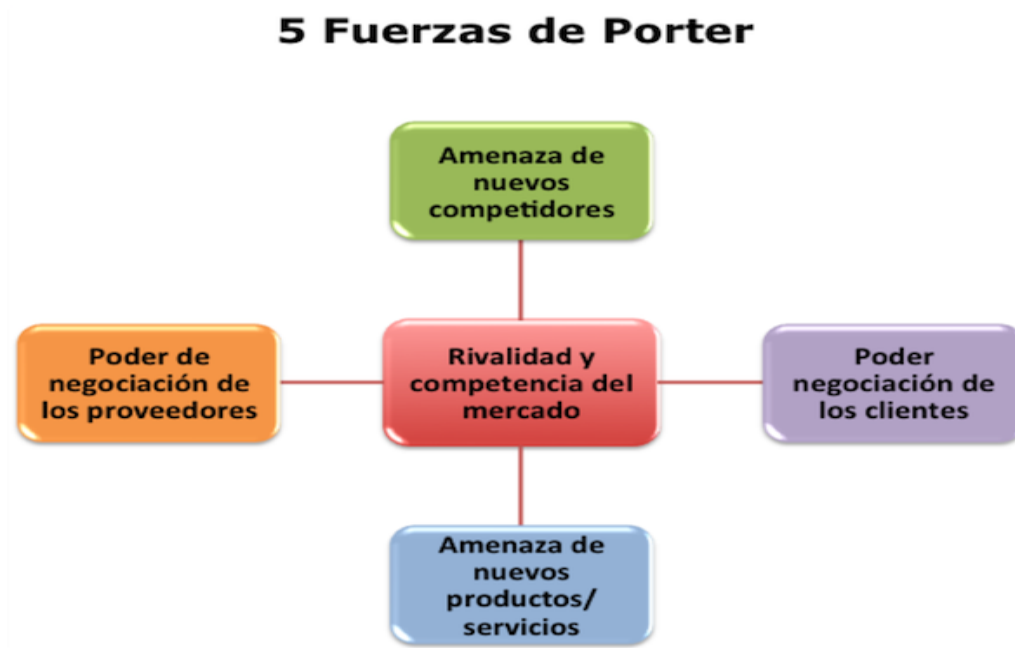 5 Fuerzas de Porter
Amenaza de
nuevos
competidores
Poder de
negociación de
los proveedores
Rivalidad y
competencia del
mercado
Poder
negociación de
los clientes
Amenaza de
nuevos
productos/
servicios